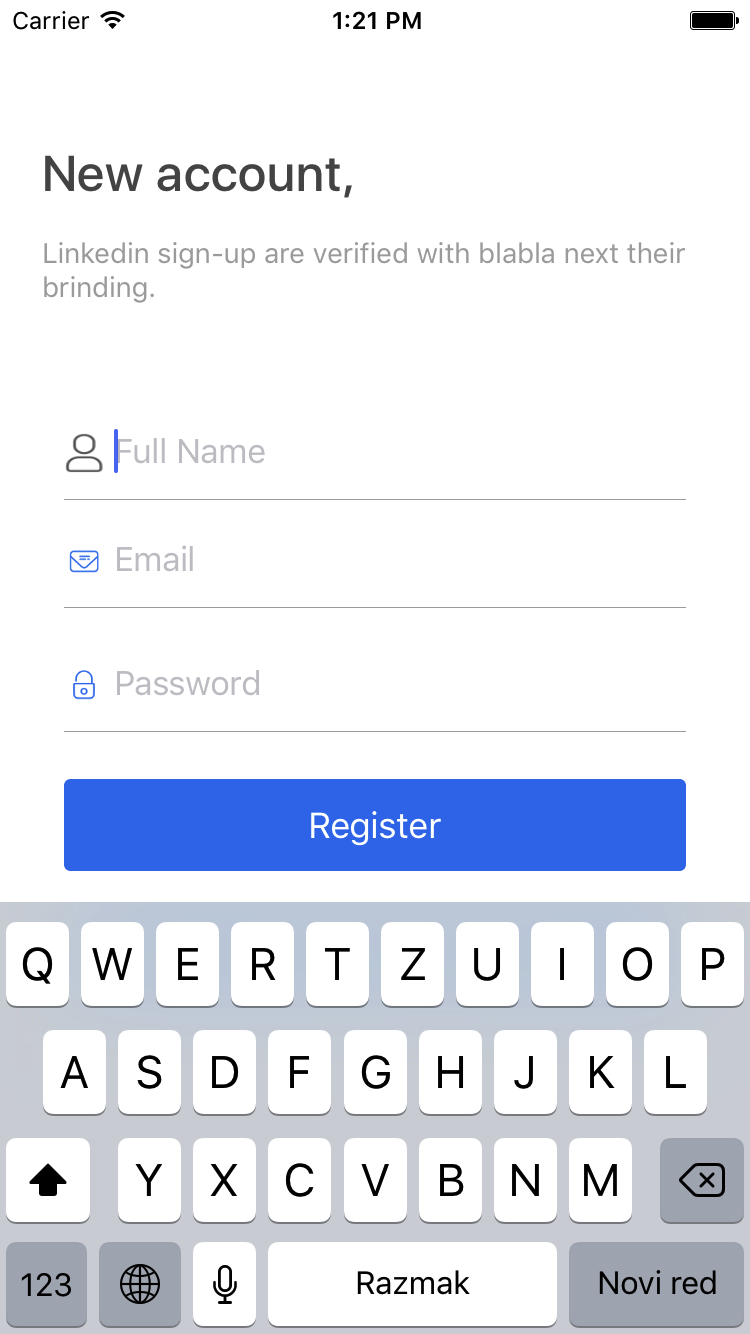 Carrier 1:21 PM
New account,
Linkedin sign-up are verified with blabla next their
brinding.
Full Name
Email
Password
Register
Q W E R T Z U I O P
A S D F G H J K L
Y X C V B N M
123 Razmak Novi red